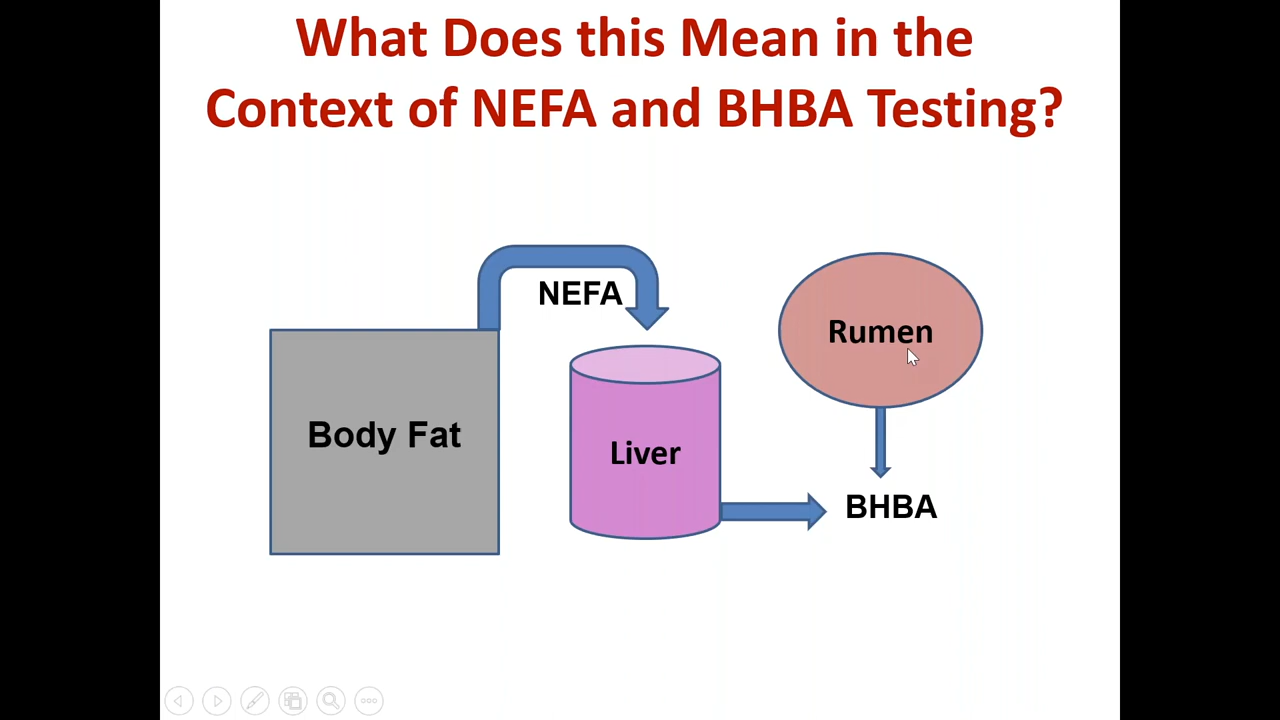 What Does this Mean in the
Context of NEFA and BHBA Testing?
NEFA
Rumen
Body Fat
Liver
BHBA